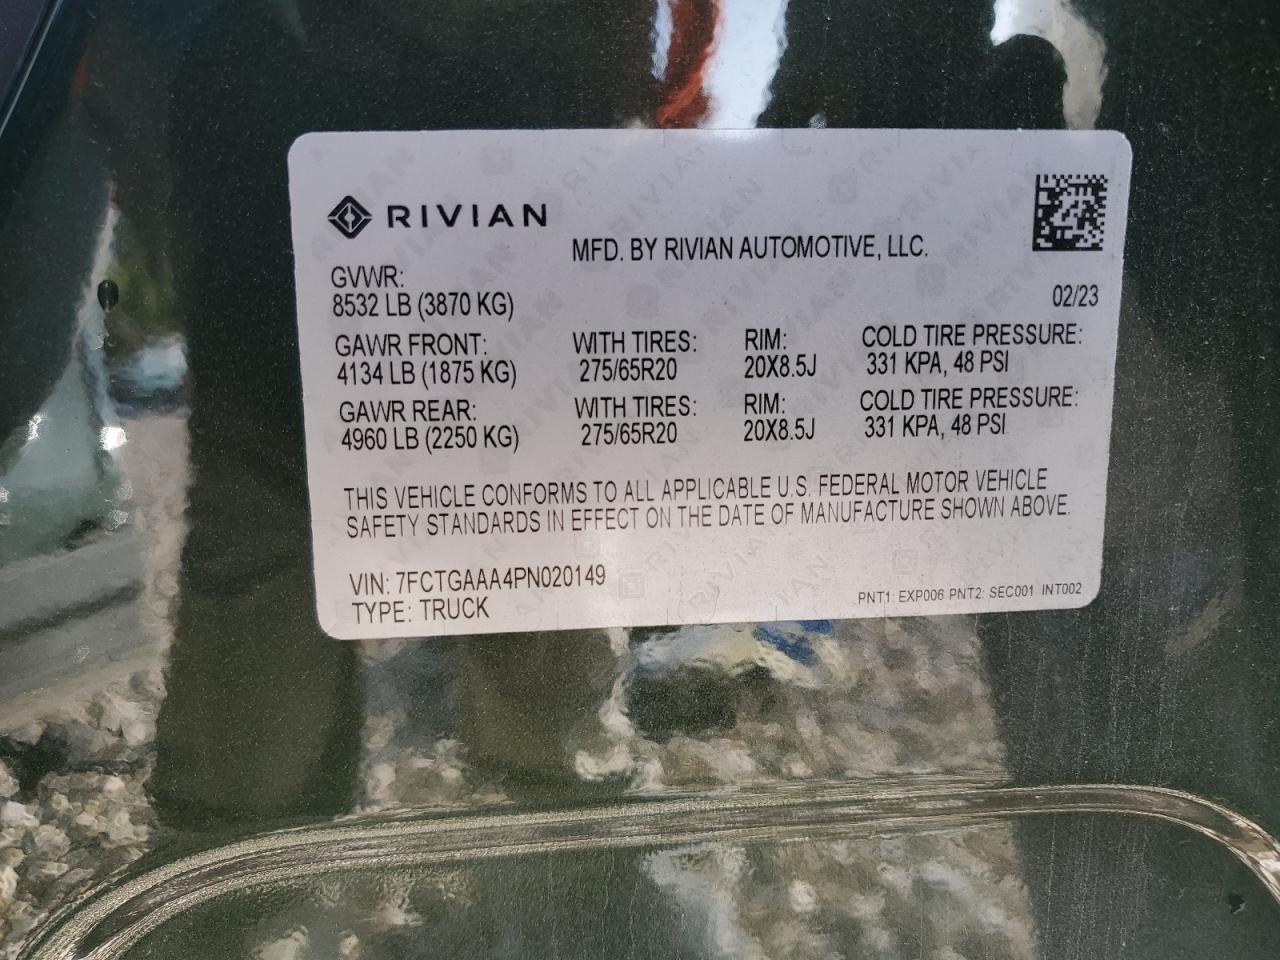 RIVIAN
MFD. BY RIVIAN AUTOMOTIVE, LLC.
GVWR:
8532 LB (3870 KG)
02/23
GAWR FRONT: WITH TIRES: RIM: COLD TIRE PRESSURE:
4134 LB (1875 KG) 275/65R20 20X8.5J 331 KPA, 48 PSI
GAWR REAR: WITH TIRES: RIM: COLD TIRE PRESSURE:
4960 LB (2250 KG) 275/65R20 20X8.5J 331 KPA, 48 PSI
THIS VEHICLE CONFORMS TO ALL APPLICABLE U.S. FEDERAL MOTOR VEHICLE
SAFETY STANDARDS IN EFFECT ON THE DATE OF MANUFACTURE SHOWN ABOVE.
VIN: 7FCTGAAA4PN020149
TYPE: TRUCK
PNT1: EXP006 PNT2: SEC001 INT002